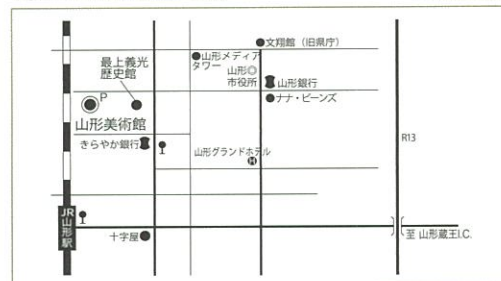 文翔館（旧県庁）
山形メディア
タワー
山形
市役所
山形銀行
ナナ・ビーンズ
最上義光
歴史館
P
山形美術館
きらやか銀行
山形グランドホテル
H
R13
JR
山形駅
十字屋
至 山形蔵王I.C.